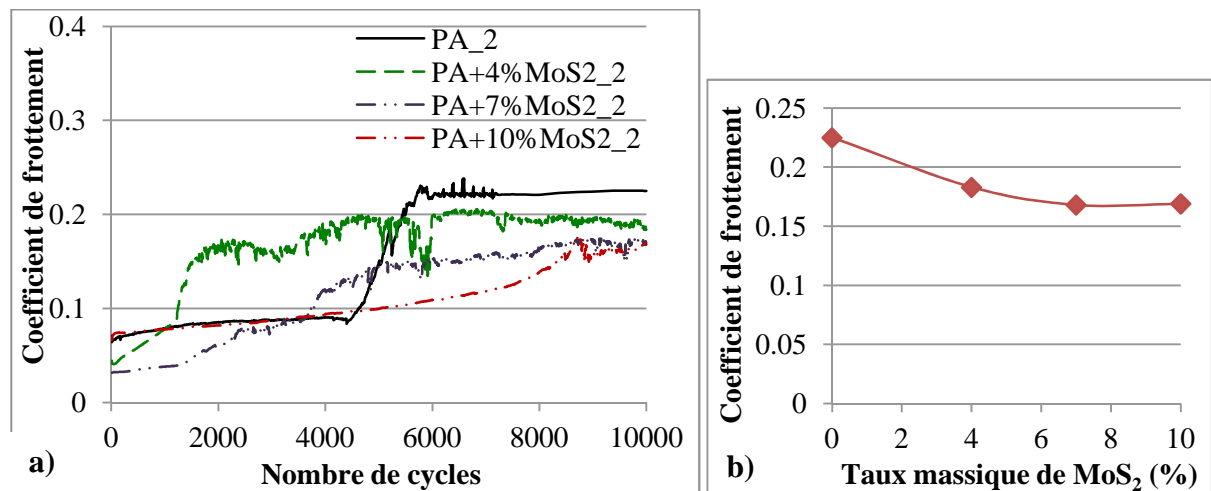 0.4
0.3
0.2
0.1
0
Coefficient de frottement
PA_2
PA+4%MoS2_2
PA+7%MoS2_2
PA+10%MoS2_2
0 2000 4000 6000 8000 10000
Nombre de cycles
a)
0.25
0.2
0.15
0.1
0.05
0
Coefficient de frottement
0 2 4 6 8 10
Taux massique de MoS₂ (%)
b)